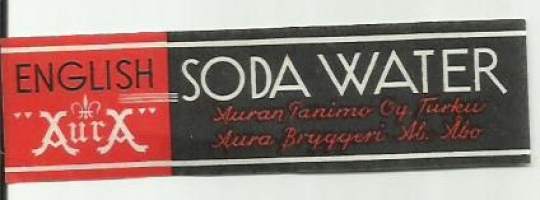 ENGLISH
"AurA"
SODA WATER
Auran Panimo Oy Turku
Aura Bryggeri Ab. Åbo